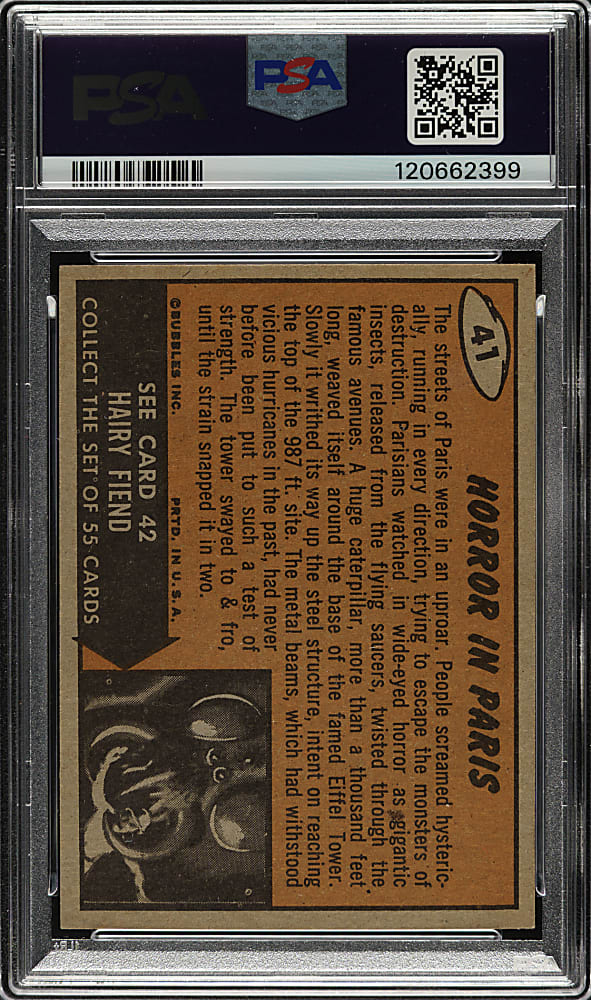 PSA
PSA
120662399
41
HORROR IN PARIS
The streets of Paris were in an uproar. People screamed hysteric-
ally, running in every direction, trying to escape the monsters of
destruction. Parisians watched in wide-eyed horror as gigantic
insects, released from the flying saucers, twisted through the
famous avenues. A huge caterpillar, more than a thousand feet
long, weaved itself around the base of the famed Eiffel Tower.
Slowly it writhed its way up the steel structure, intent on reaching
the top of the 987 ft. site. The metal beams, which had withstood
vicious hurricanes in the past, had never
before been put to such a test of
strength. The tower swayed to & fro,
until the strain snapped it in two.
©BUBBLES INC. PRTD. IN U.S.A.
SEE CARD 42
HAIRY FIEND
COLLECT THE SET OF 55 CARDS